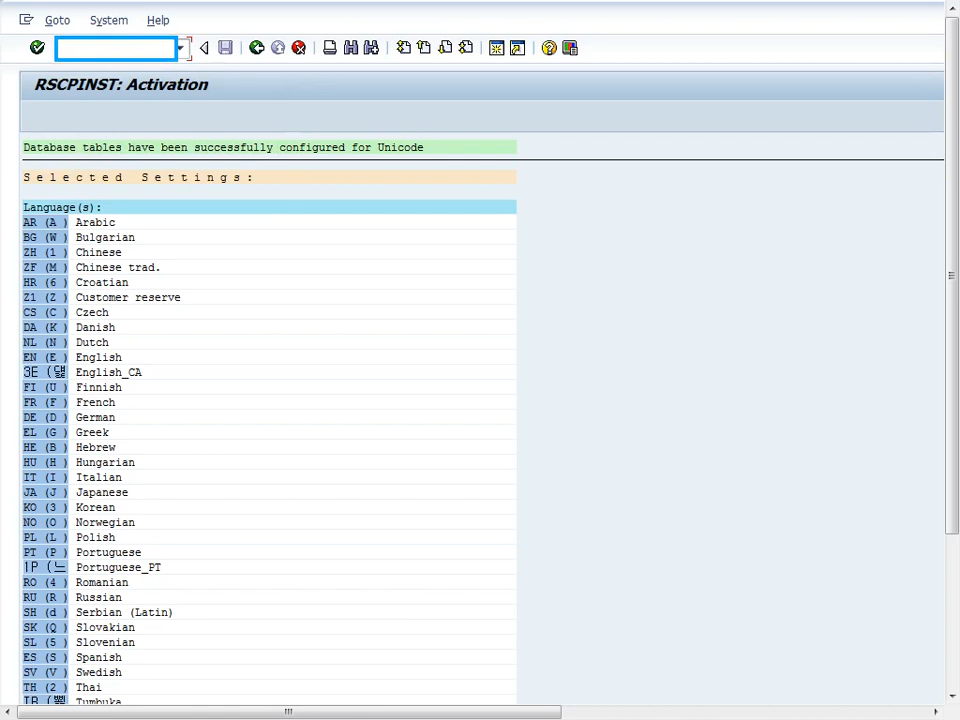 Goto System Help
RSCPINST: Activation
Database tables have been successfully configured for Unicode
S e l e c t e d   S e t t i n g s :
Language(s):
AR (A ) Arabic
BG (W ) Bulgarian
ZH (1 ) Chinese
ZF (M ) Chinese trad.
HR (6 ) Croatian
Z1 (Z ) Customer reserve
CS (C ) Czech
DA (K ) Danish
NL (N ) Dutch
EN (E ) English
3E ( English_CA
FI (U ) Finnish
FR (F ) French
DE (D ) German
EL (G ) Greek
HE (B ) Hebrew
HU (H ) Hungarian
IT (I ) Italian
JA (J ) Japanese
KO (3 ) Korean
NO (O ) Norwegian
PL (L ) Polish
PT (P ) Portuguese
1P ( Portuguese_PT
RO (4 ) Romanian
RU (R ) Russian
SH (d ) Serbian (Latin)
SK (Q ) Slovakian
SL (5 ) Slovenian
ES (S ) Spanish
SV (V ) Swedish
TH (2 ) Thai
Tumbuka